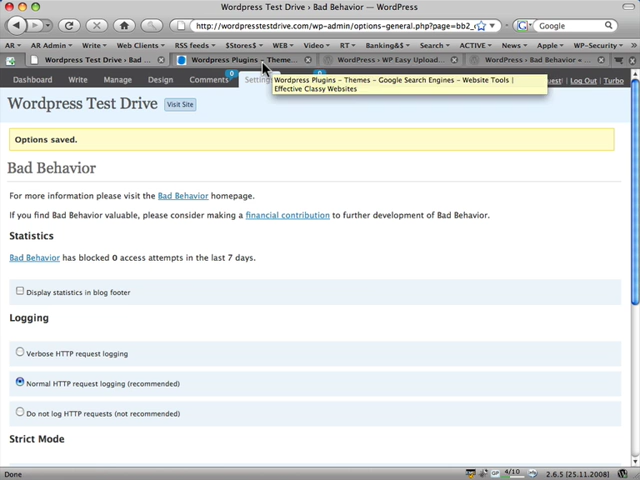 Wordpress Test Drive › Bad Behavior — WordPress
http://wordpresstestdrive.com/wp-admin/options-general.php?page=bb2_
Google
AR Write Web Clients RSS feeds $Stores$ WEB Video RT Banking&$ Search ACTIVE News Apple WP-Security
Wordpress Test Drive › Bad ... Wordpress Plugins – Theme... WordPress › WP Easy Upload... Bad Behavior « WordPress › ...
Dashboard Write Manage Design Comments 0 Log Out | Turbo
Wordpress Plugins – Themes – Google Search Engines – Website Tools |
Effective Classy Websites
Wordpress Test Drive Visit Site
Options saved.
Bad Behavior
For more information please visit the Bad Behavior homepage.
If you find Bad Behavior valuable, please consider making a financial contribution to further development of Bad Behavior.
Statistics
Bad Behavior has blocked 0 access attempts in the last 7 days.
Display statistics in blog footer
Logging
Verbose HTTP request logging
Normal HTTP request logging (recommended)
Do not log HTTP requests (not recommended)
Strict Mode
Done 4/10 2.6.5 [25.11.2008]